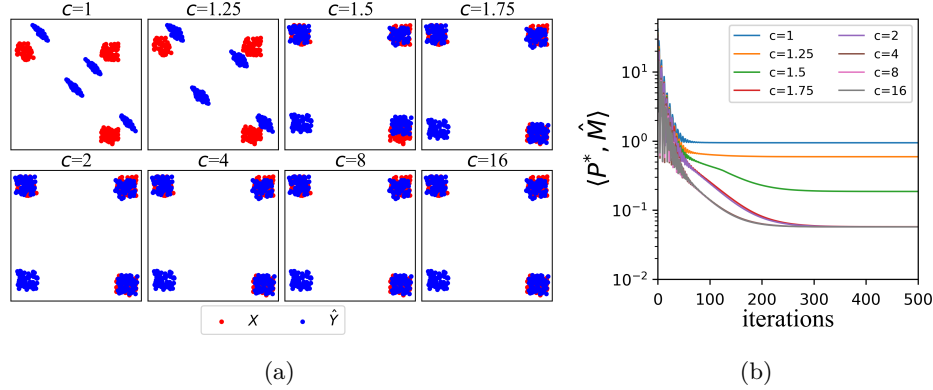 c=1
c=1.25
c=1.5
c=1.75
c=2
c=4
c=8
c=16
X Ŷ
(a)
⟨P*, M̂⟩
10¹
10⁰
10⁻¹
10⁻²
c=1 c=2
c=1.25 c=4
c=1.5 c=8
c=1.75 c=16
0 100 200 300 400 500
iterations
(b)